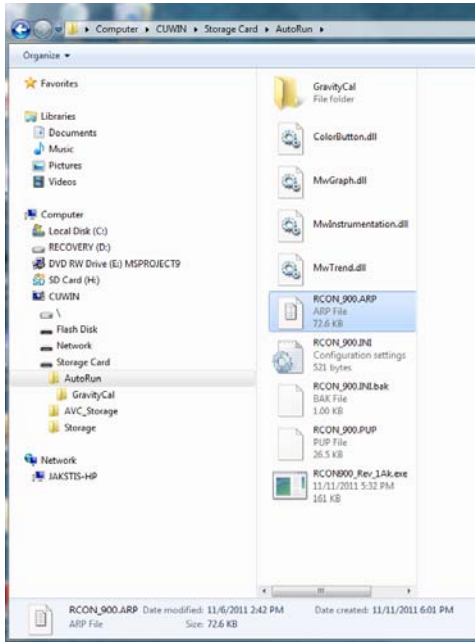 Computer ▸ CUWIN ▸ Storage Card ▸ AutoRun ▸
Organize
Favorites
Libraries
Documents
Music
Pictures
Videos
Computer
Local Disk (C:)
RECOVERY (D:)
DVD RW Drive (E:) MSPROJECT9
SD Card (H:)
CUWIN
\
Flash Disk
Network
Storage Card
AutoRun
GravityCal
AVC_Storage
Storage
Network
JAKSTIS-HP
GravityCal
File folder
ColorButton.dll
MwGraph.dll
MwInstrumentation.dll
MwTrend.dll
RCON_900.ARP
ARP File
72.6 KB
RCON_900.INI
Configuration settings
521 bytes
RCON_900.INI.bak
BAK File
1.00 KB
RCON_900.PUP
PUP File
26.5 KB
RCON900_Rev_1Ak.exe
11/11/2011 5:32 PM
161 KB
RCON_900.ARP Date modified: 11/6/2011 2:42 PM Date created: 11/11/2011 6:01 PM
ARP File Size: 72.6 KB